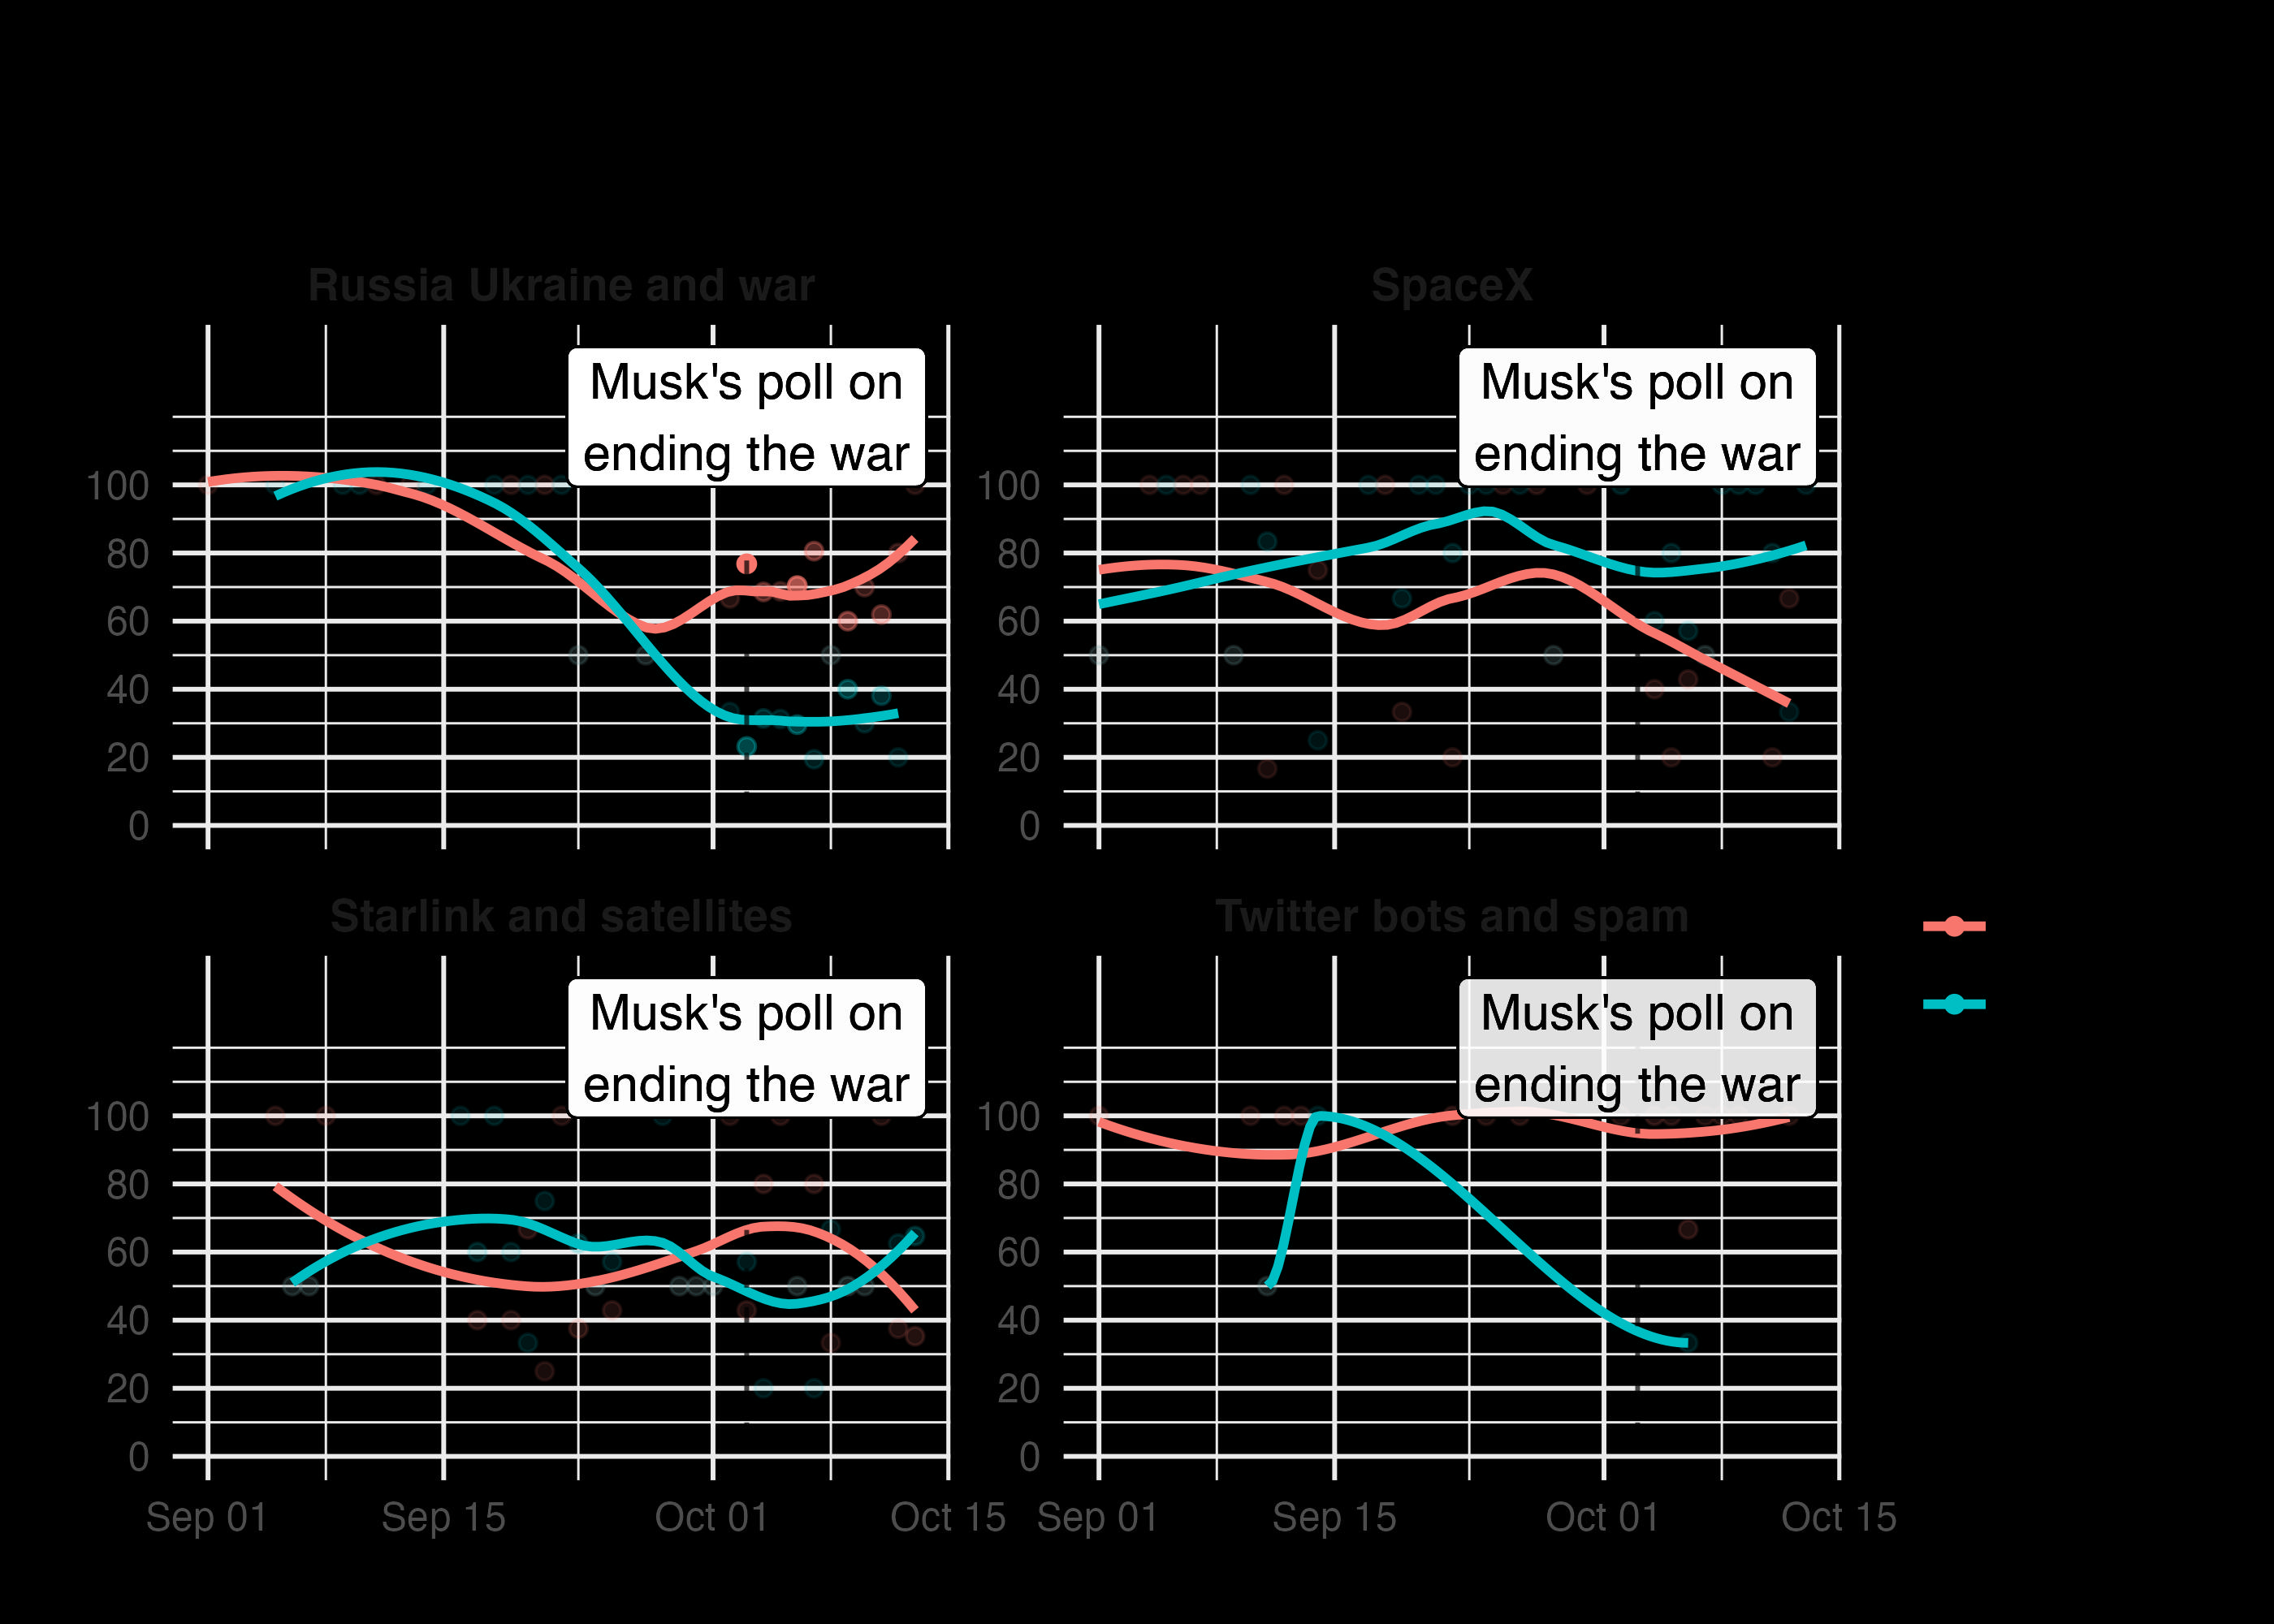 Russia Ukraine and war
SpaceX
Musk's poll on
ending the war
Musk's poll on
ending the war
100
80
60
40
20
0
100
80
60
40
20
0
Starlink and satellites
Twitter bots and spam
Musk's poll on
ending the war
Musk's poll on
ending the war
100
80
60
40
20
0
100
80
60
40
20
0
Sep 01
Sep 15
Oct 01
Oct 15
Sep 01
Sep 15
Oct 01
Oct 15